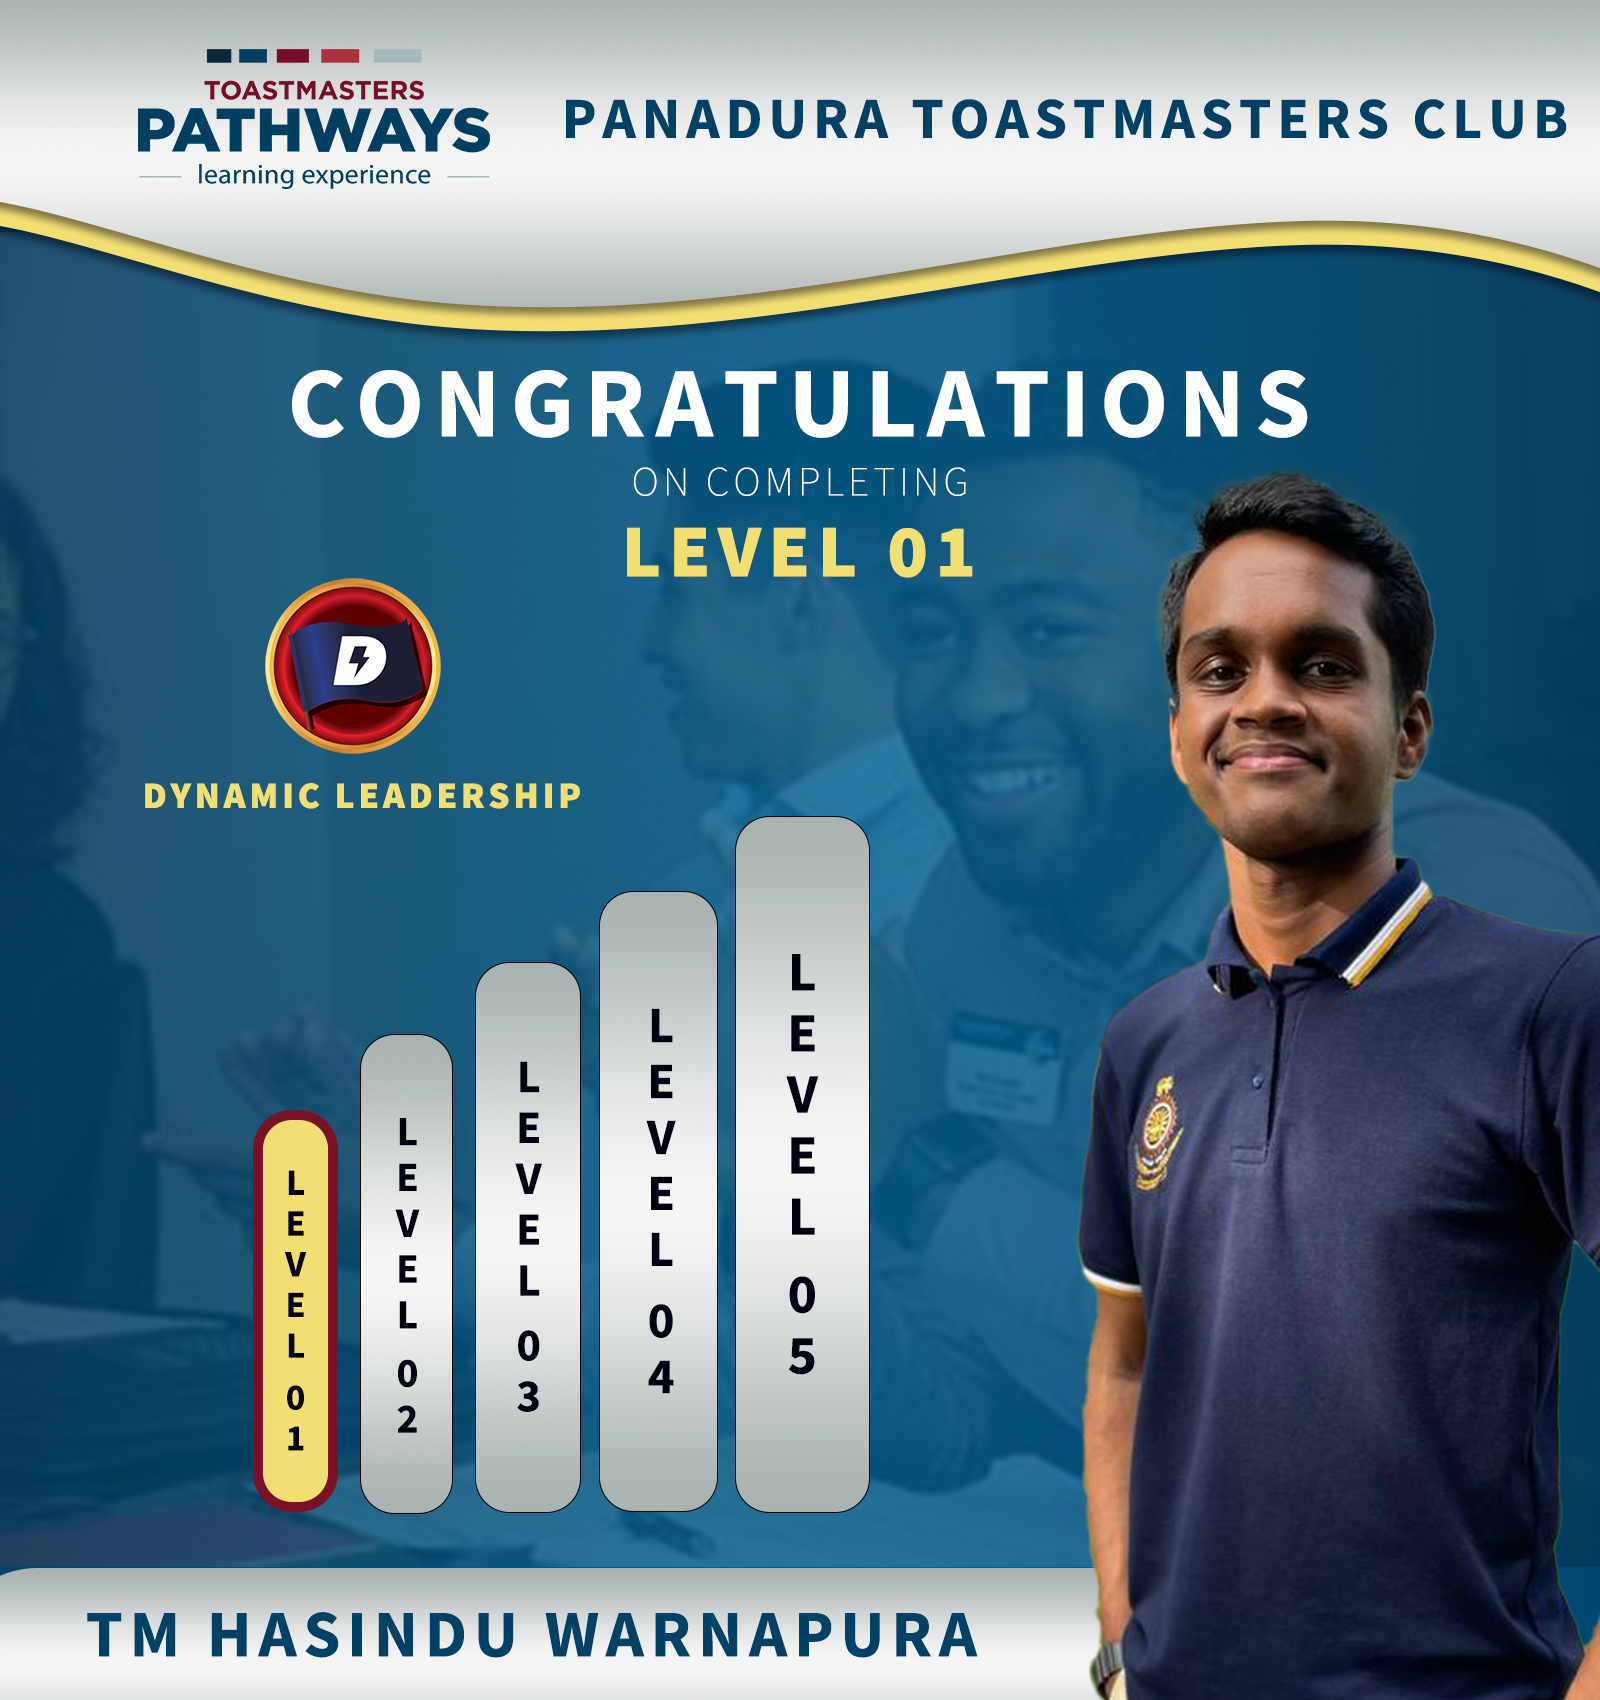 TOASTMASTERS
PATHWAYS
learning experience
PANADURA TOASTMASTERS CLUB
CONGRATULATIONS
ON COMPLETING
LEVEL 01
D
DYNAMIC LEADERSHIP
LEVEL 01
LEVEL 02
LEVEL 03
LEVEL 04
LEVEL 05
TM HASINDU WARNAPURA